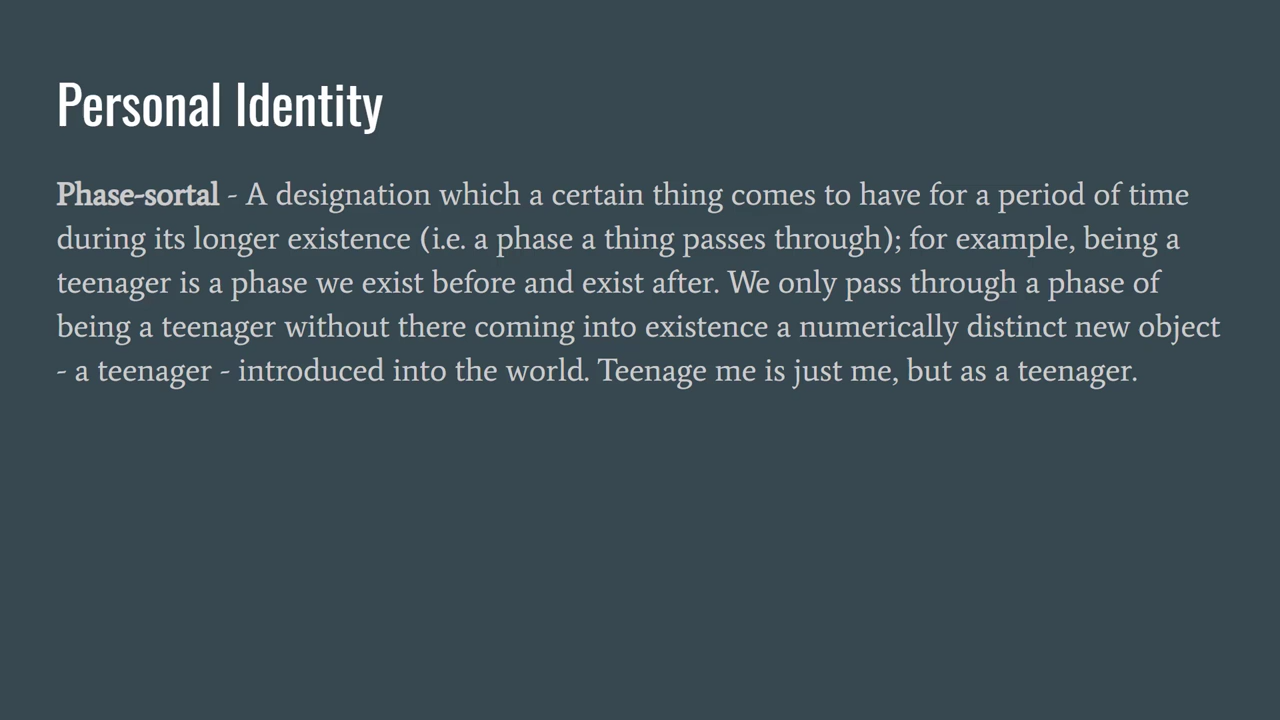 Personal Identity
Phase-sortal - A designation which a certain thing comes to have for a period of time
during its longer existence (i.e. a phase a thing passes through); for example, being a
teenager is a phase we exist before and exist after. We only pass through a phase of
being a teenager without there coming into existence a numerically distinct new object
- a teenager - introduced into the world. Teenage me is just me, but as a teenager.